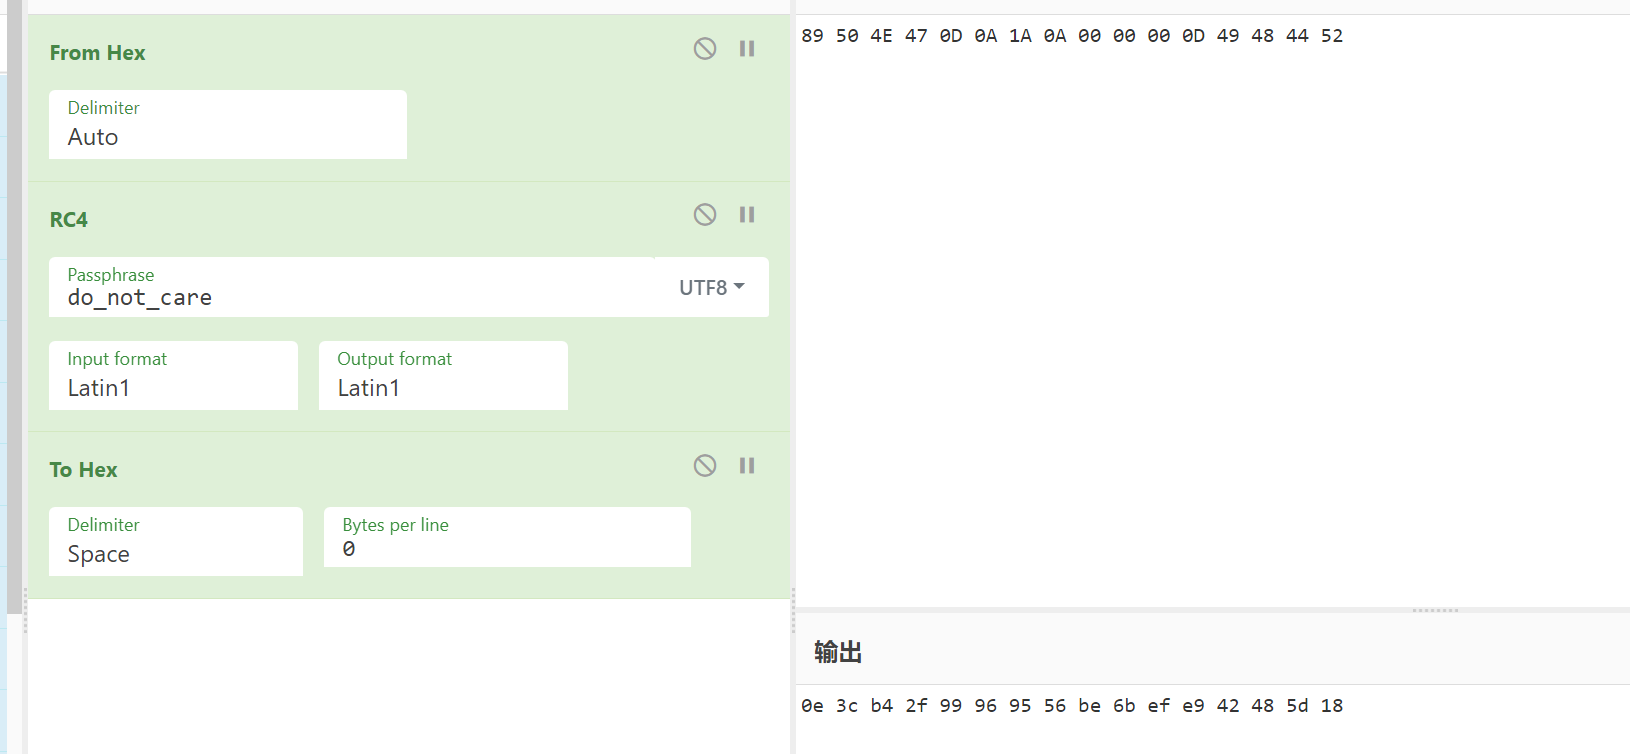 From Hex
Delimiter
Auto
RC4
Passphrase
do_not_care
UTF8
Input format
Latin1
Output format
Latin1
To Hex
Delimiter
Space
Bytes per line
0
89 50 4E 47 0D 0A 1A 0A 00 00 00 0D 49 48 44 52
输出
0e 3c b4 2f 99 96 95 56 be 6b ef e9 42 48 5d 18